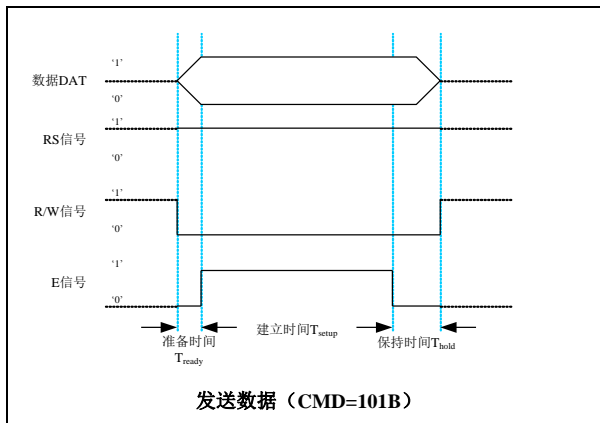 ‘1’
数据DAT
‘0’
‘1’
RS信号
‘0’
‘1’
R/W信号
‘0’
‘1’
E信号
‘0’
准备时间 建立时间Tsetup 保持时间Thold
Tready
发送数据（CMD=101B）